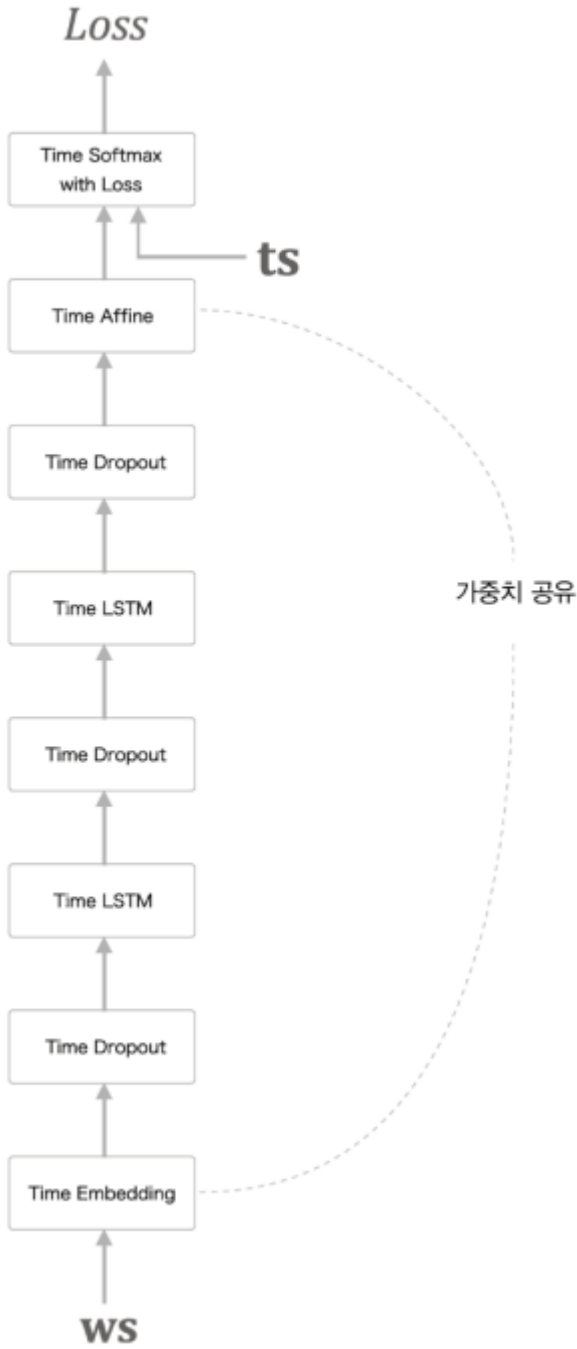 Loss
Time Softmax
with Loss
ts
Time Affine
Time Dropout
Time LSTM
가중치 공유
Time Dropout
Time LSTM
Time Dropout
Time Embedding
ws